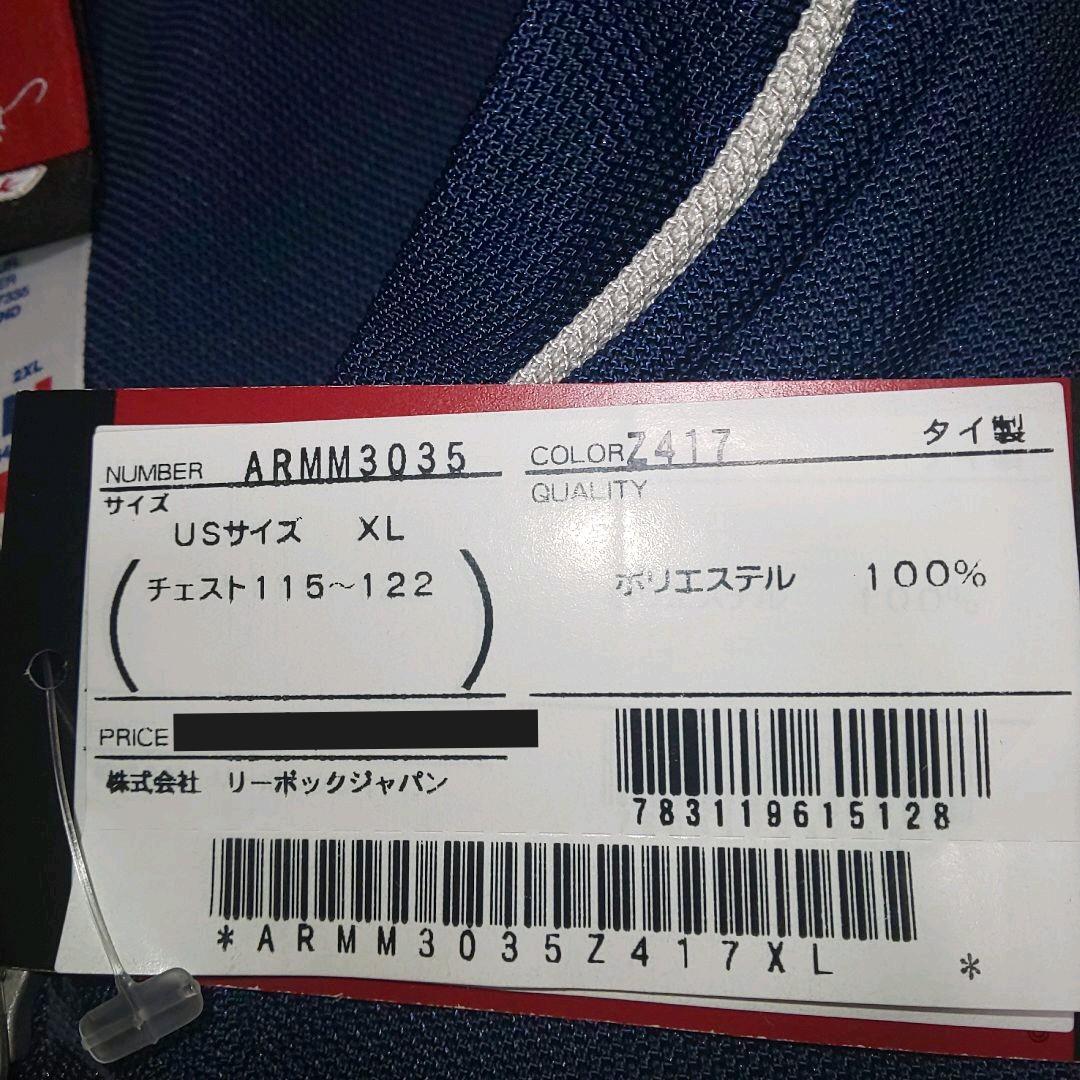 2XL
NUMBER ARMM3035
COLOR Z417 タイ製
サイズ
USサイズ XL
チェスト115~122
QUALITY
ポリエステル 100%
PRICE
株式会社 リーボックジャパン
783119615128
*ARMM3035Z417XL *